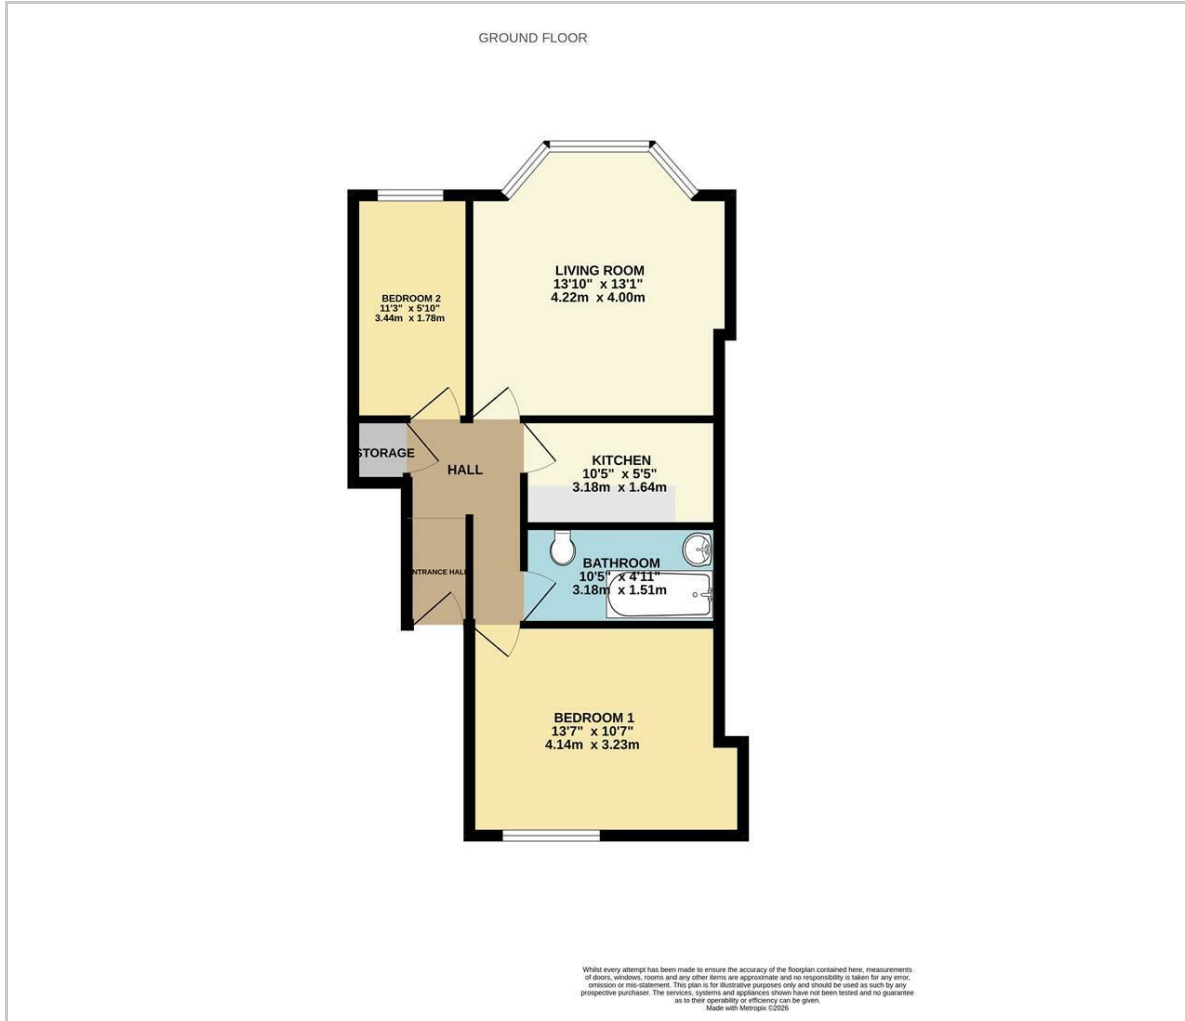 GROUND FLOOR
LIVING ROOM
13'10" x 13'1"
4.22m x 4.00m
BEDROOM 2
11'3" x 5'10"
3.44m x 1.78m
STORAGE
HALL
KITCHEN
10'5" x 5'5"
3.18m x 1.64m
ENTRANCE HALL
BATHROOM
10'5" x 4'11"
3.18m x 1.51m
BEDROOM 1
13'7" x 10'7"
4.14m x 3.23m
Whilst every attempt has been made to ensure the accuracy of the floorplan contained here, measurements
of doors, windows, rooms and any other items are approximate and no responsibility is taken for any error,
omission or mis-statement. This plan is for illustrative purposes only and should be used as such by any
prospective purchaser. The services, systems and appliances shown have not been tested and no guarantee
as to their operability or efficiency can be given.
Made with Metropix ©2026